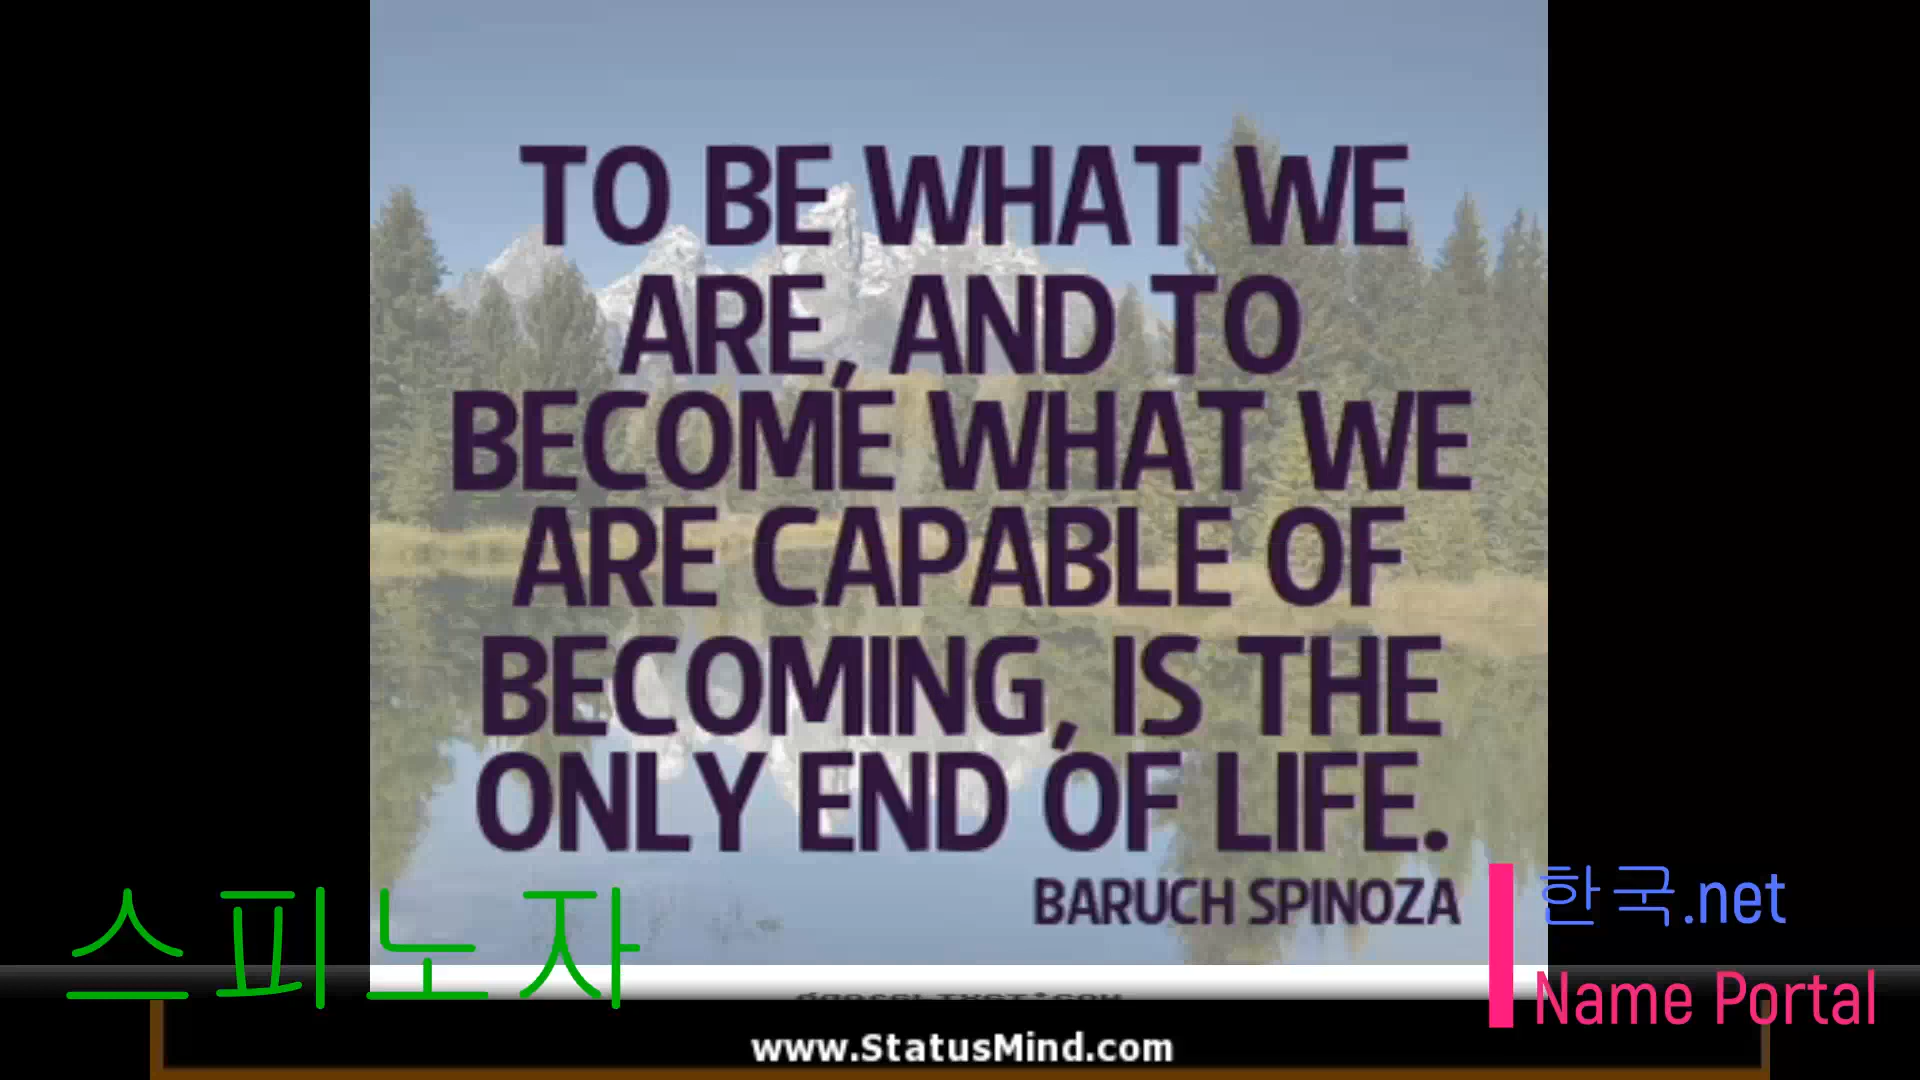 TO BE WHAT WE
ARE, AND TO
BECOME WHAT WE
ARE CAPABLE OF
BECOMING, IS THE
ONLY END OF LIFE.
BARUCH SPINOZA
스피노자
한국.net
Name Portal
www.StatusMind.com